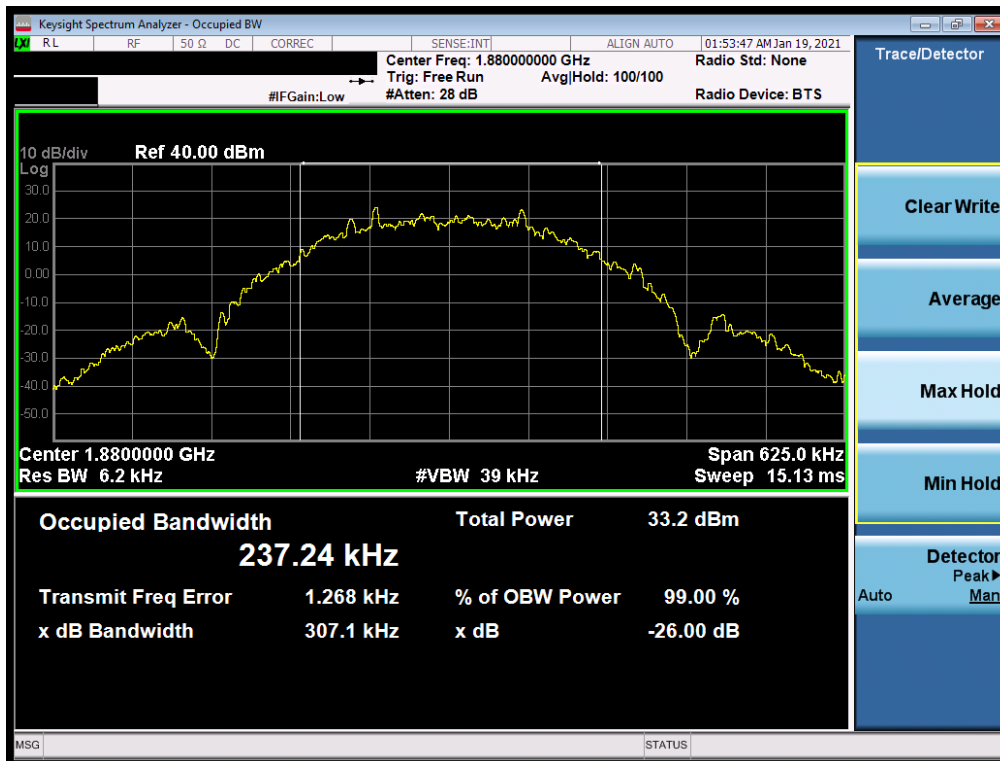 Keysight Spectrum Analyzer - Occupied BW
LXI RL RF 50 Ω DC CORREC SENSE:INT ALIGN AUTO 01:53:47 AM Jan 19, 2021
Center Freq: 1.880000000 GHz Radio Std: None
Trig: Free Run Avg|Hold: 100/100
#IFGain:Low #Atten: 28 dB Radio Device: BTS
10 dB/div Ref 40.00 dBm
Log
30.0
20.0
10.0
0.00
-10.0
-20.0
-30.0
-40.0
-50.0
Center 1.8800000 GHz Span 625.0 kHz
Res BW 6.2 kHz #VBW 39 kHz Sweep 15.13 ms
Occupied Bandwidth Total Power 33.2 dBm
237.24 kHz
Transmit Freq Error 1.268 kHz % of OBW Power 99.00 %
x dB Bandwidth 307.1 kHz x dB -26.00 dB
MSG STATUS
Trace/Detector
Clear Write
Average
Max Hold
Min Hold
Detector
Peak▶
Auto Man